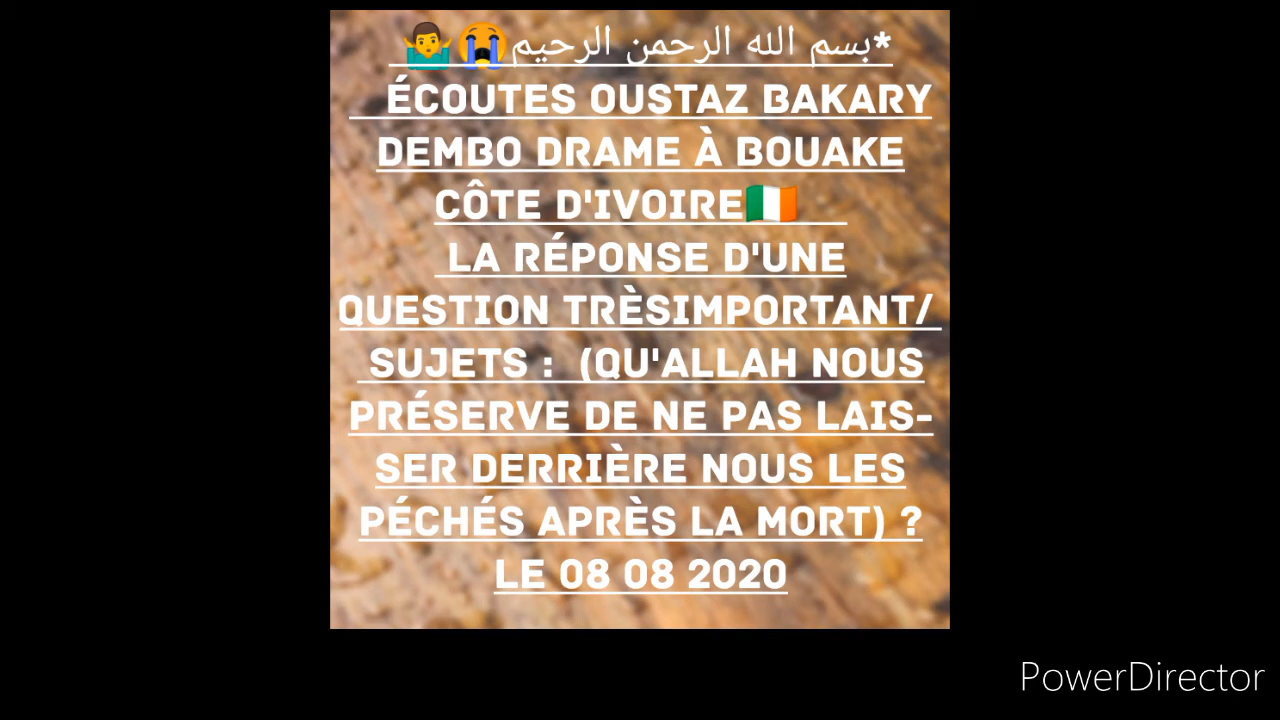 *بسم الله الرحمن الرحيم😭🤷‍♂️
ÉCOUTES OUSTAZ BAKARY
DEMBO DRAME À BOUAKE
CÔTE D'IVOIRE🇮🇪
LA RÉPONSE D'UNE
QUESTION TRÈSIMPORTANT/
SUJETS : (QU'ALLAH NOUS
PRÉSERVE DE NE PAS LAIS-
SER DERRIÈRE NOUS LES
PÉCHÉS APRÈS LA MORT) ?
LE 08 08 2020
PowerDirector